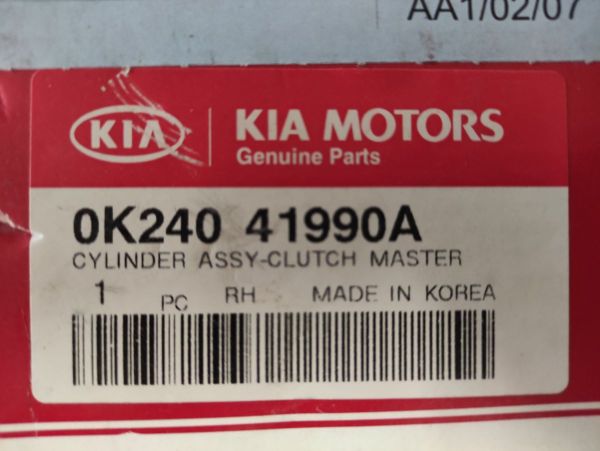 AA1/02/07
KIA
KIA MOTORS
Genuine Parts
0K240 41990A
CYLINDER ASSY-CLUTCH MASTER
1 PC RH MADE IN KOREA